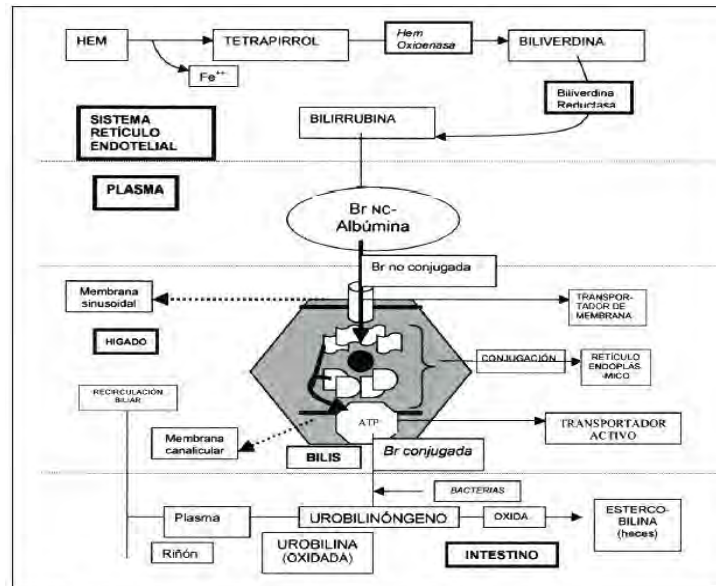 HEM
TETRAPIRROL
Hem
Oxigenasa
BILIVERDINA
Fe++
Biliverdina
Reductasa
SISTEMA
RETÍCULO
ENDOTELIAL
BILIRRUBINA
PLASMA
Br NC-
Albúmina
Br no conjugada
Membrana
sinusoidal
TRANSPOR-
TADOR DE
MEMBRANA
HIGADO
CONJUGACIÓN
RETÍCULO
ENDOPLÁS-
MICO
RECIRCULACIÓN
BILIAR
ATP
TRANSPORTADOR
ACTIVO
Membrana
canalicular
BILIS
Br conjugada
BACTERIAS
Plasma
UROBILINÓNGENO
OXIDA
ESTERCO-
BILINA
(heces)
Riñón
UROBILINA
(OXIDADA)
INTESTINO